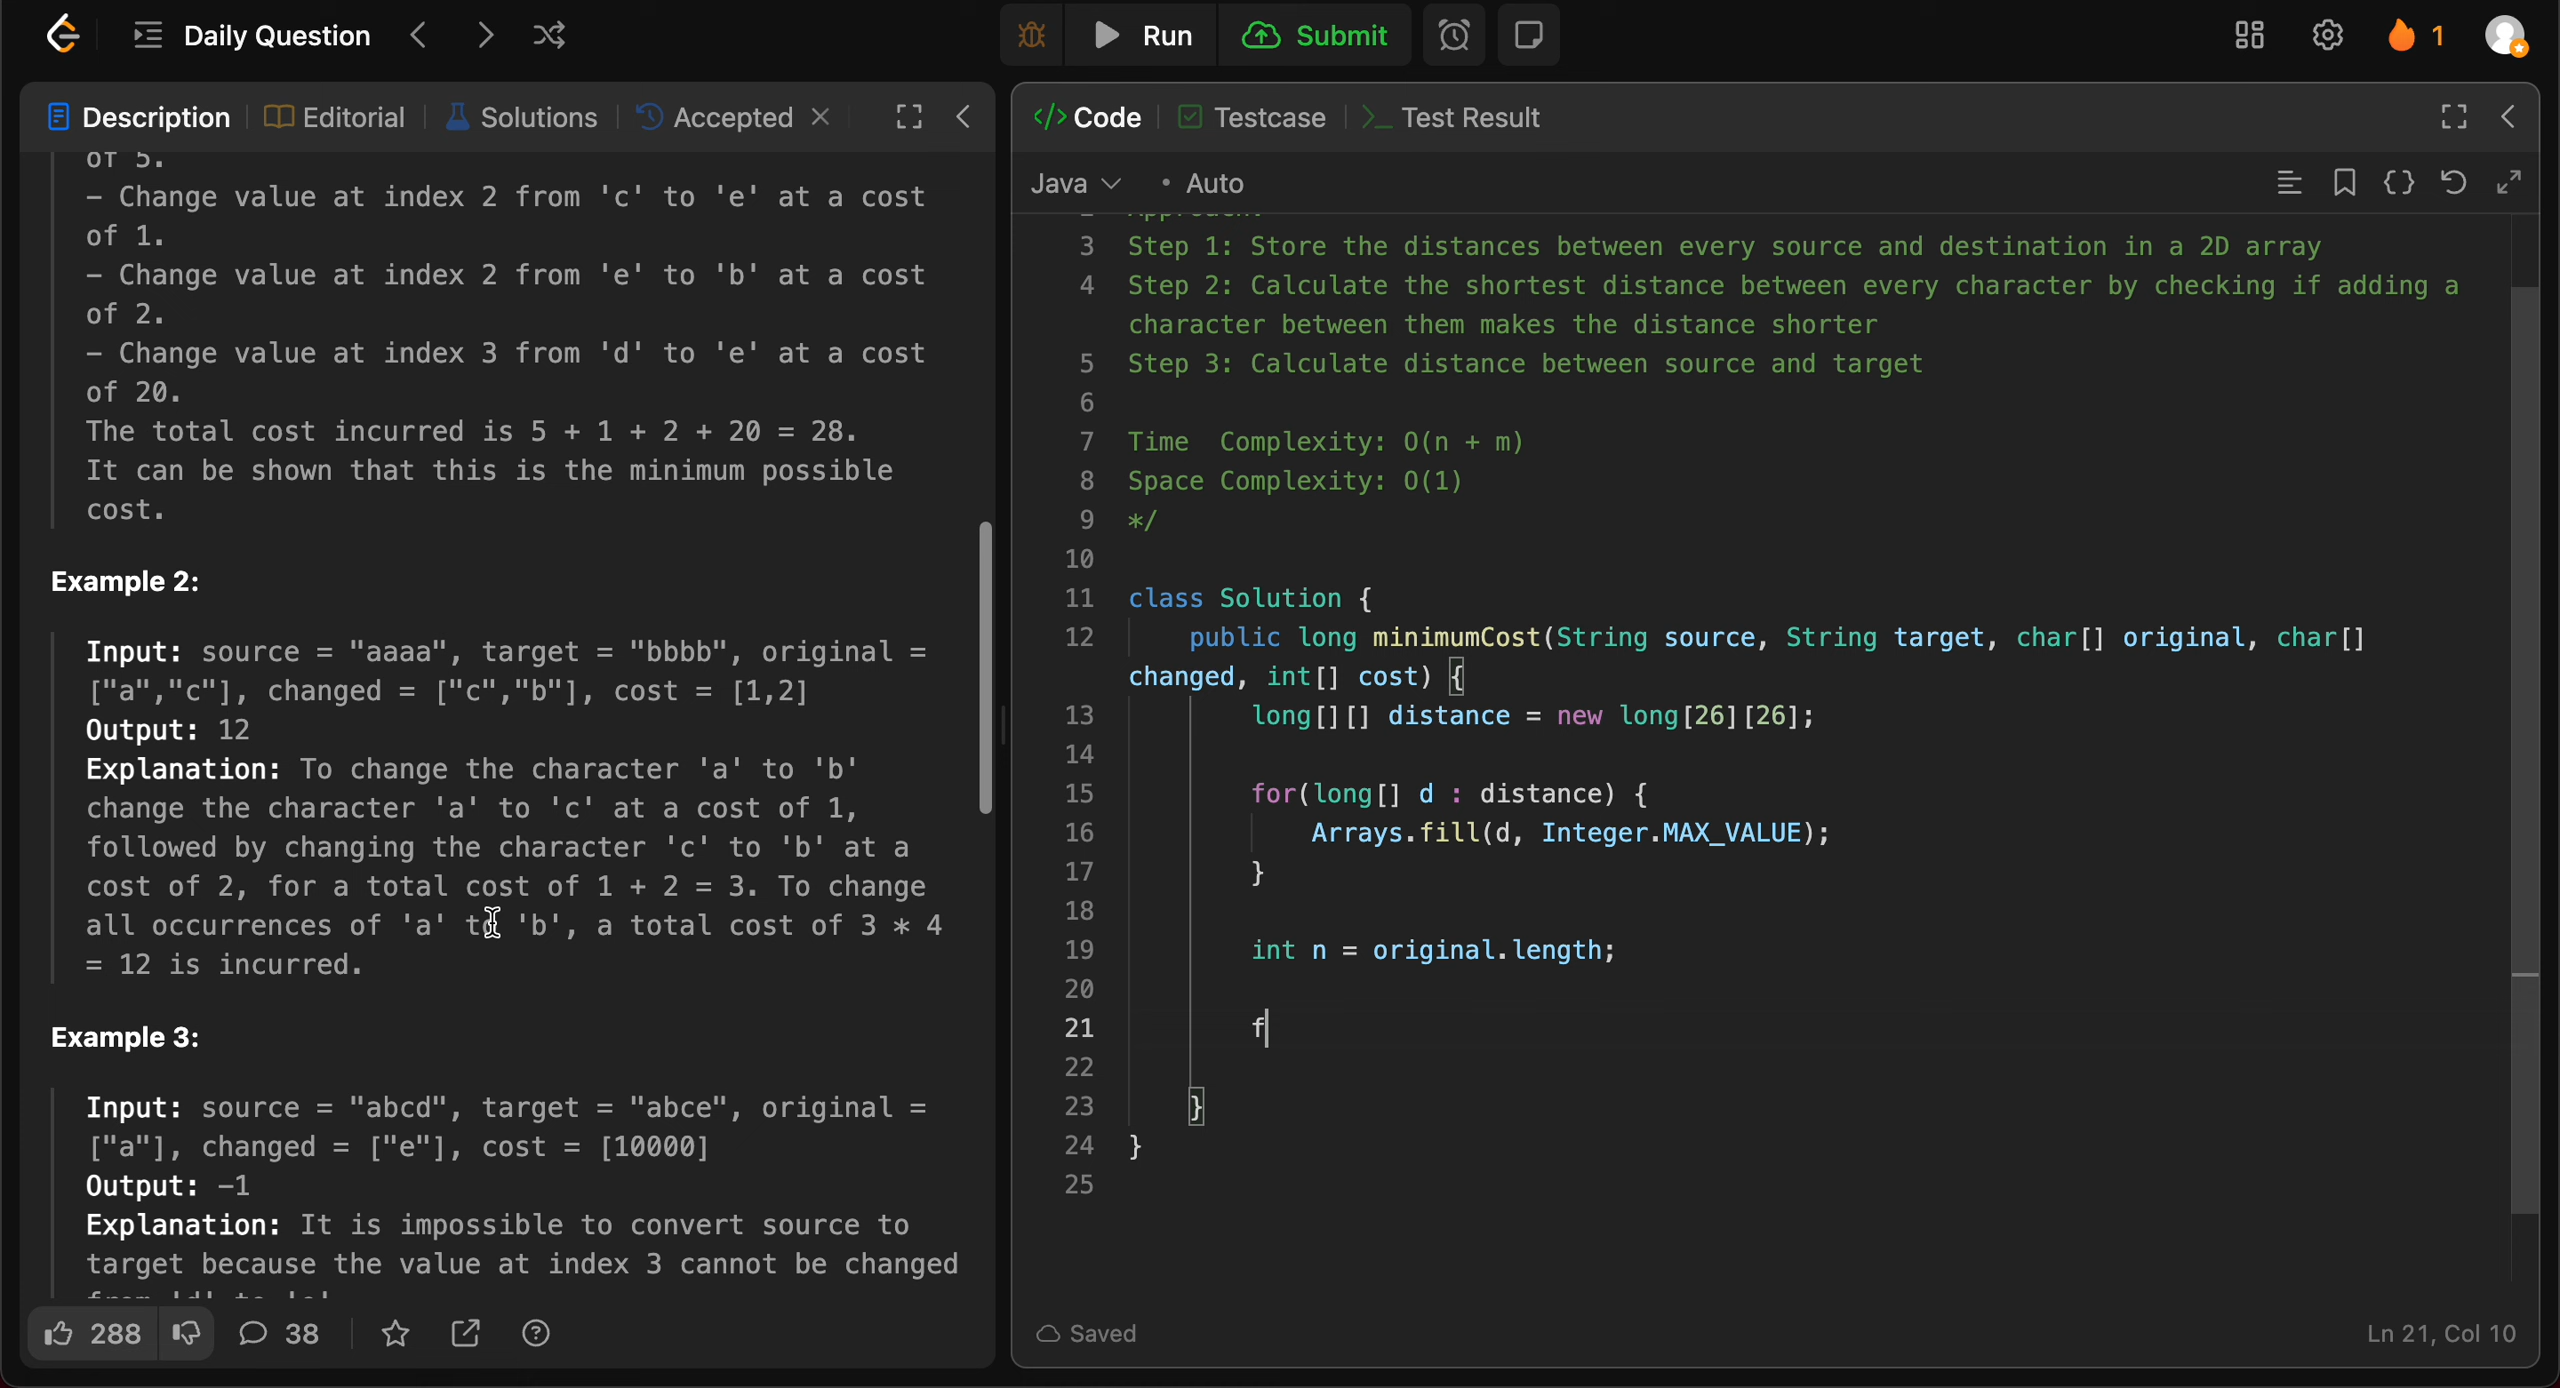 Daily Question
Run
Submit
1
Description
Editorial
Solutions
Accepted
of 5.
- Change value at index 2 from 'c' to 'e' at a cost
of 1.
- Change value at index 2 from 'e' to 'b' at a cost
of 2.
- Change value at index 3 from 'd' to 'e' at a cost
of 20.
The total cost incurred is 5 + 1 + 2 + 20 = 28.
It can be shown that this is the minimum possible
cost.
Example 2:
Input: source = "aaaa", target = "bbbb", original =
["a","c"], changed = ["c","b"], cost = [1,2]
Output: 12
Explanation: To change the character 'a' to 'b'
change the character 'a' to 'c' at a cost of 1,
followed by changing the character 'c' to 'b' at a
cost of 2, for a total cost of 1 + 2 = 3. To change
all occurrences of 'a' to 'b', a total cost of 3 * 4
= 12 is incurred.
Example 3:
Input: source = "abcd", target = "abce", original =
["a"], changed = ["e"], cost = [10000]
Output: -1
Explanation: It is impossible to convert source to
target because the value at index 3 cannot be changed
288
38
</> Code
Testcase
Test Result
Java
• Auto
3 Step 1: Store the distances between every source and destination in a 2D array
4 Step 2: Calculate the shortest distance between every character by checking if adding a
character between them makes the distance shorter
5 Step 3: Calculate distance between source and target
6
7 Time  Complexity: O(n + m)
8 Space Complexity: O(1)
9 */
10
11 class Solution {
12 public long minimumCost(String source, String target, char[] original, char[]
changed, int[] cost) {
13 long[][] distance = new long[26][26];
14
15 for(long[] d : distance) {
16 Arrays.fill(d, Integer.MAX_VALUE);
17 }
18
19 int n = original.length;
20
21 f
22
23 }
24 }
25
Saved
Ln 21, Col 10